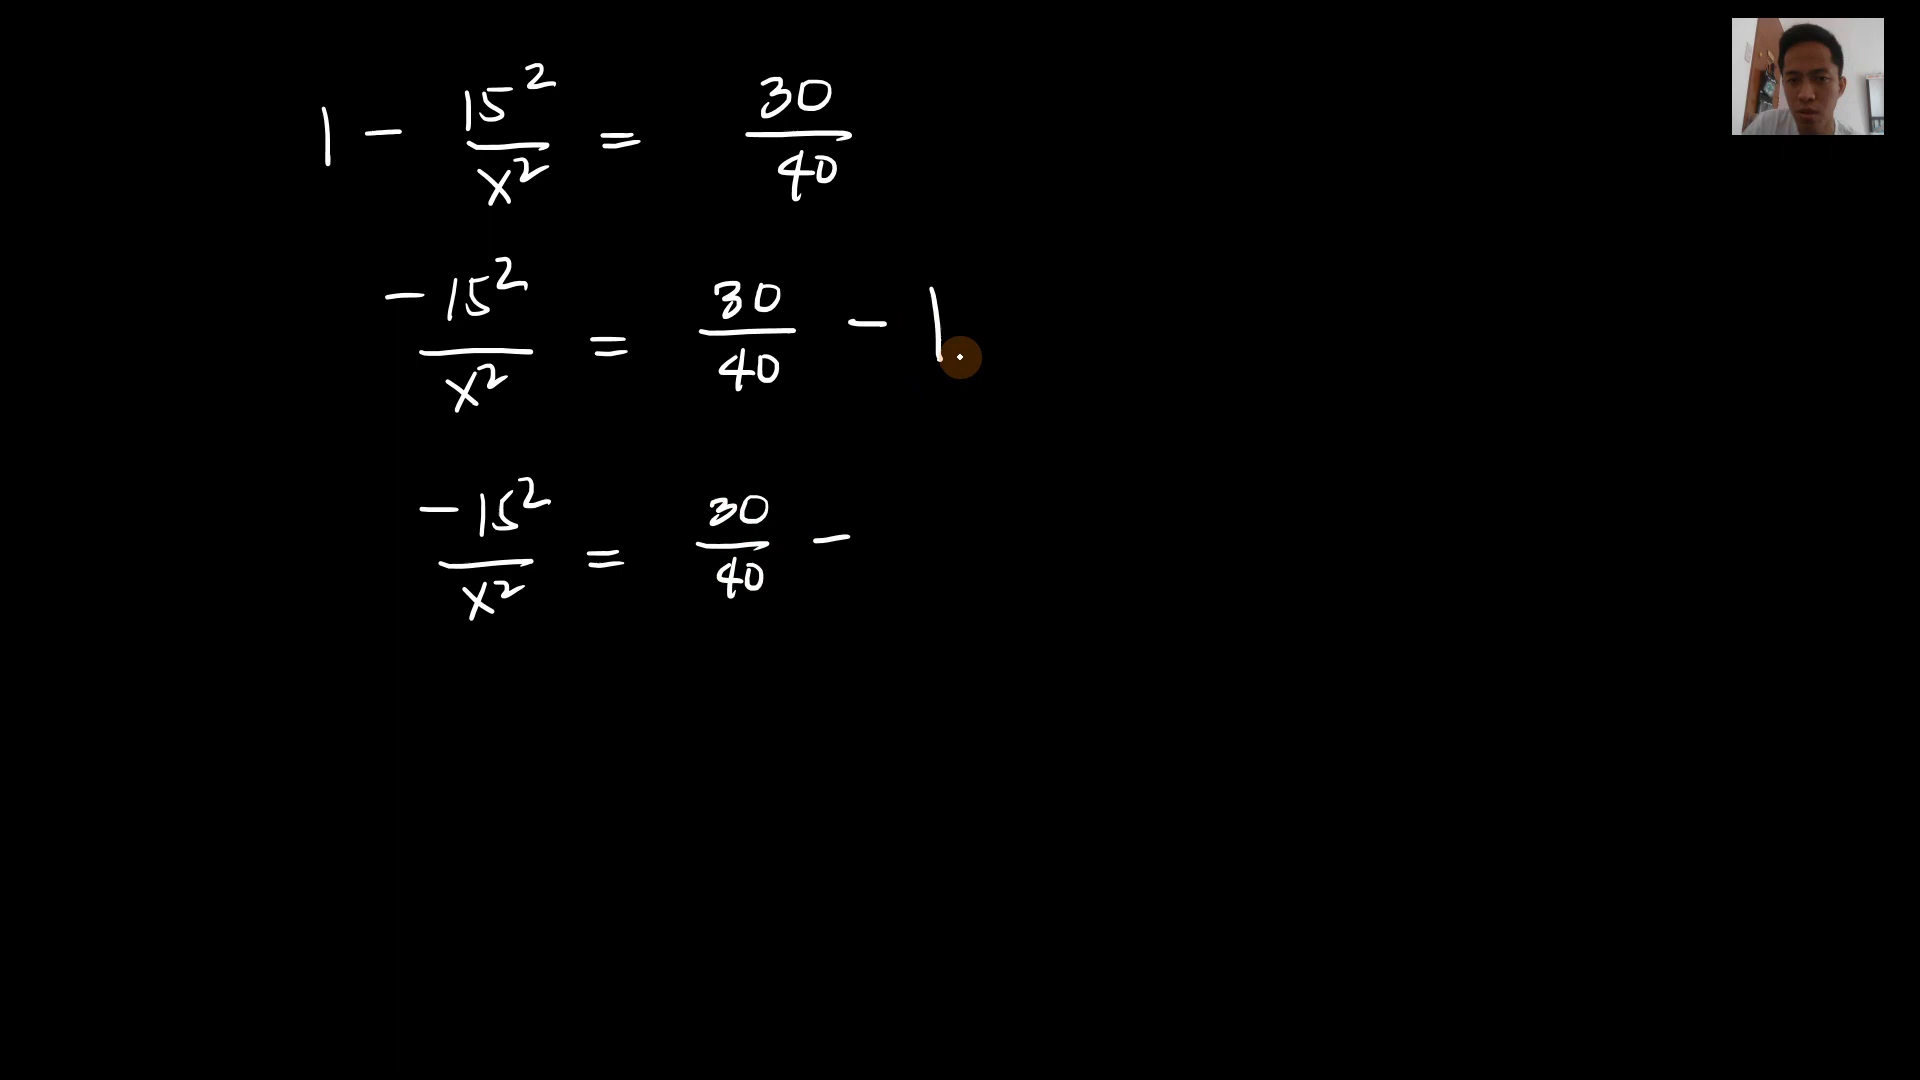 1 - 15²/x² = 30/40
-15²/x² = 30/40 - 1
-15²/x² = 30/40 -